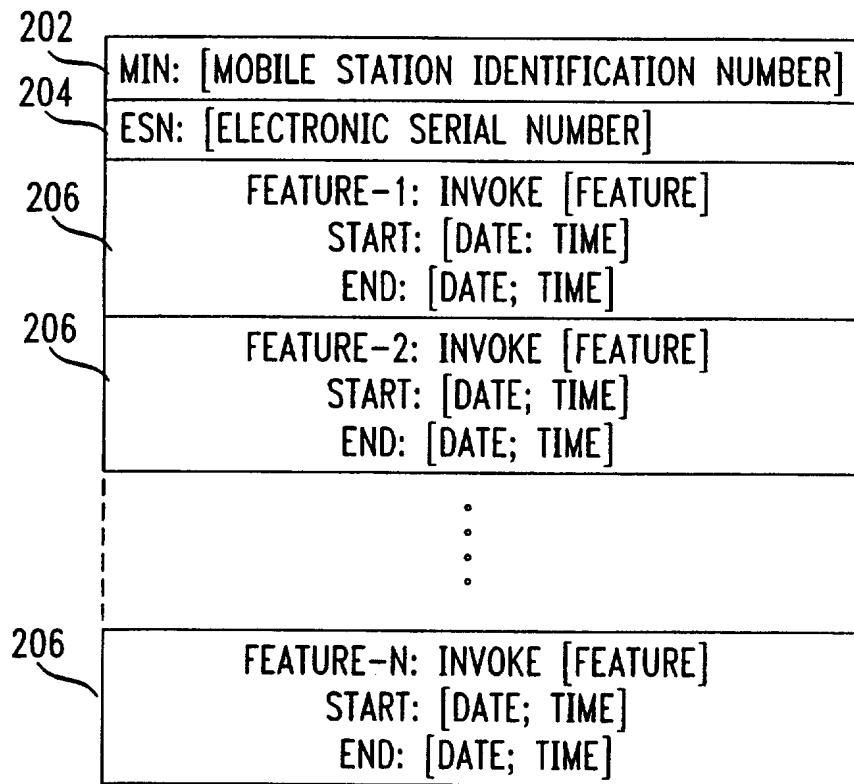 202
MIN: [MOBILE STATION IDENTIFICATION NUMBER]
204
ESN: [ELECTRONIC SERIAL NUMBER]
206
FEATURE-1: INVOKE [FEATURE]
START: [DATE: TIME]
END: [DATE; TIME]
206
FEATURE-2: INVOKE [FEATURE]
START: [DATE; TIME]
END: [DATE; TIME]
206
FEATURE-N: INVOKE [FEATURE]
START: [DATE; TIME]
END: [DATE; TIME]